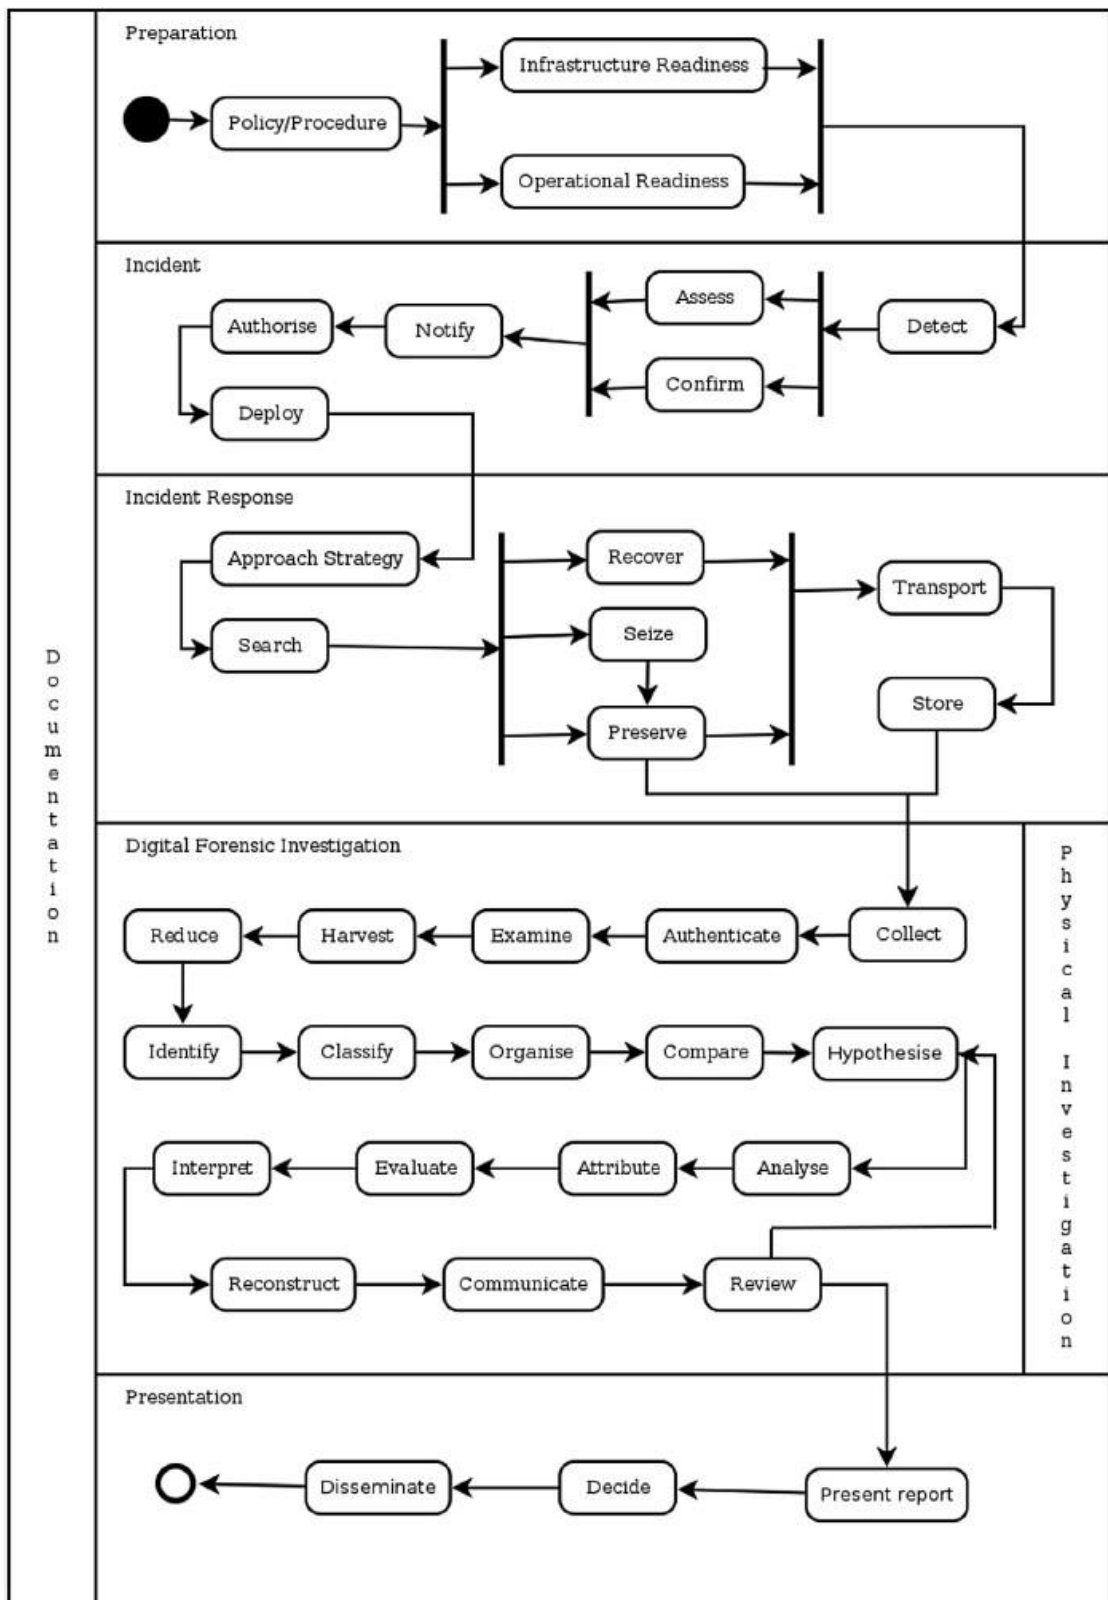 Preparation
Infrastructure Readiness
Policy/Procedure
Operational Readiness
Incident
Assess
Authorise
Notify
Detect
Confirm
Deploy
Incident Response
Approach Strategy
Recover
Transport
Search
Seize
Store
Preserve
Documentation
Digital Forensic Investigation
Physical Investigation
Reduce
Harvest
Examine
Authenticate
Collect
Identify
Classify
Organise
Compare
Hypothesise
Interpret
Evaluate
Attribute
Analyse
Reconstruct
Communicate
Review
Presentation
Disseminate
Decide
Present report